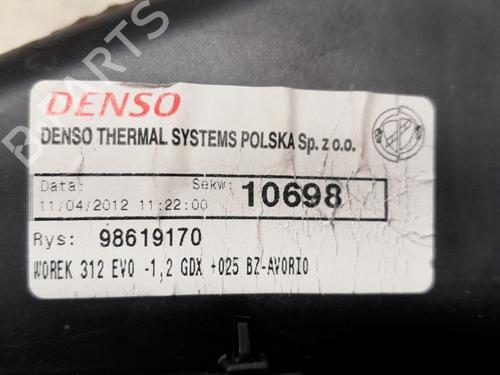 DENSO
DENSO THERMAL SYSTEMS POLSKA Sp. z o.o.
Data:
Sekw:
10698
11/04/2012 11:22:00
Rys: 98619170
WOREK 312 EVO -1,2 GDX +025 BZ-AVORIO